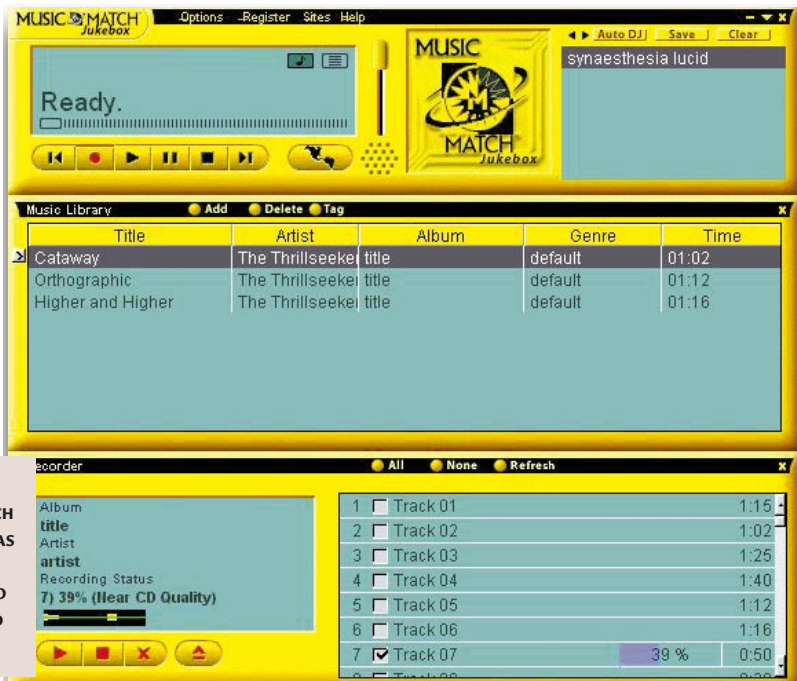 MUSIC MATCH
Jukebox
Options Register Sites Help
Auto DJ Save Clear
synaesthesia lucid
Ready.
MUSIC
M
MATCH
Jukebox
Music Library Add Delete Tag
Title Artist Album Genre Time
Cataway The Thrillseeker title default 01:02
Orthographic The Thrillseeker title default 01:12
Higher and Higher The Thrillseeker title default 01:16
ecorder All None Refresh
Album
title
Artist
artist
Recording Status
7) 39% (Near CD Quality)
1 Track 01 1:15
2 Track 02 1:02
3 Track 03 1:25
4 Track 04 1:40
5 Track 05 1:12
6 Track 06 1:16
7 Track 07 39 % 0:50
CH
AS
D